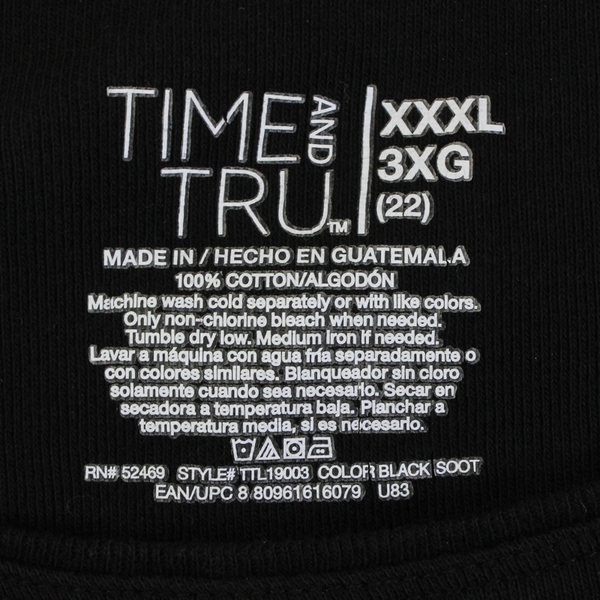 TIME AND TRU™
XXXL
3XG
(22)
MADE IN / HECHO EN GUATEMALA
100% COTTON/ALGODÓN
Machine wash cold separately or with like colors.
Only non-chlorine bleach when needed.
Tumble dry low. Medium iron if needed.
Lavar a máquina con agua fría separadamente o
con colores similares. Blanqueador sin cloro
solamente cuando sea necesario. Secar en
secadora a temperatura baja. Planchar a
temperatura media, si es necesario.
RN# 52469 STYLE# TTL19003 COLOR BLACK SOOT
EAN/UPC 8 80961616079 U83